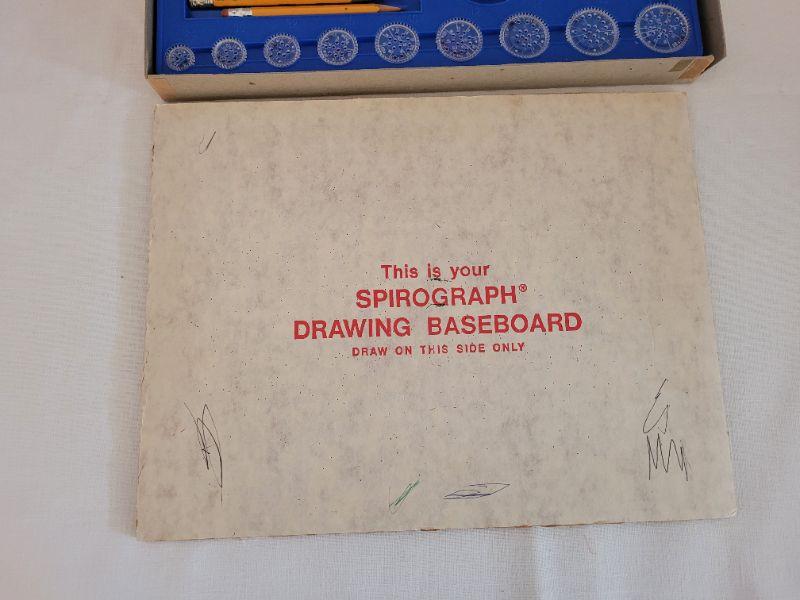 This is your
SPIROGRAPH®
DRAWING BASEBOARD
DRAW ON THIS SIDE ONLY